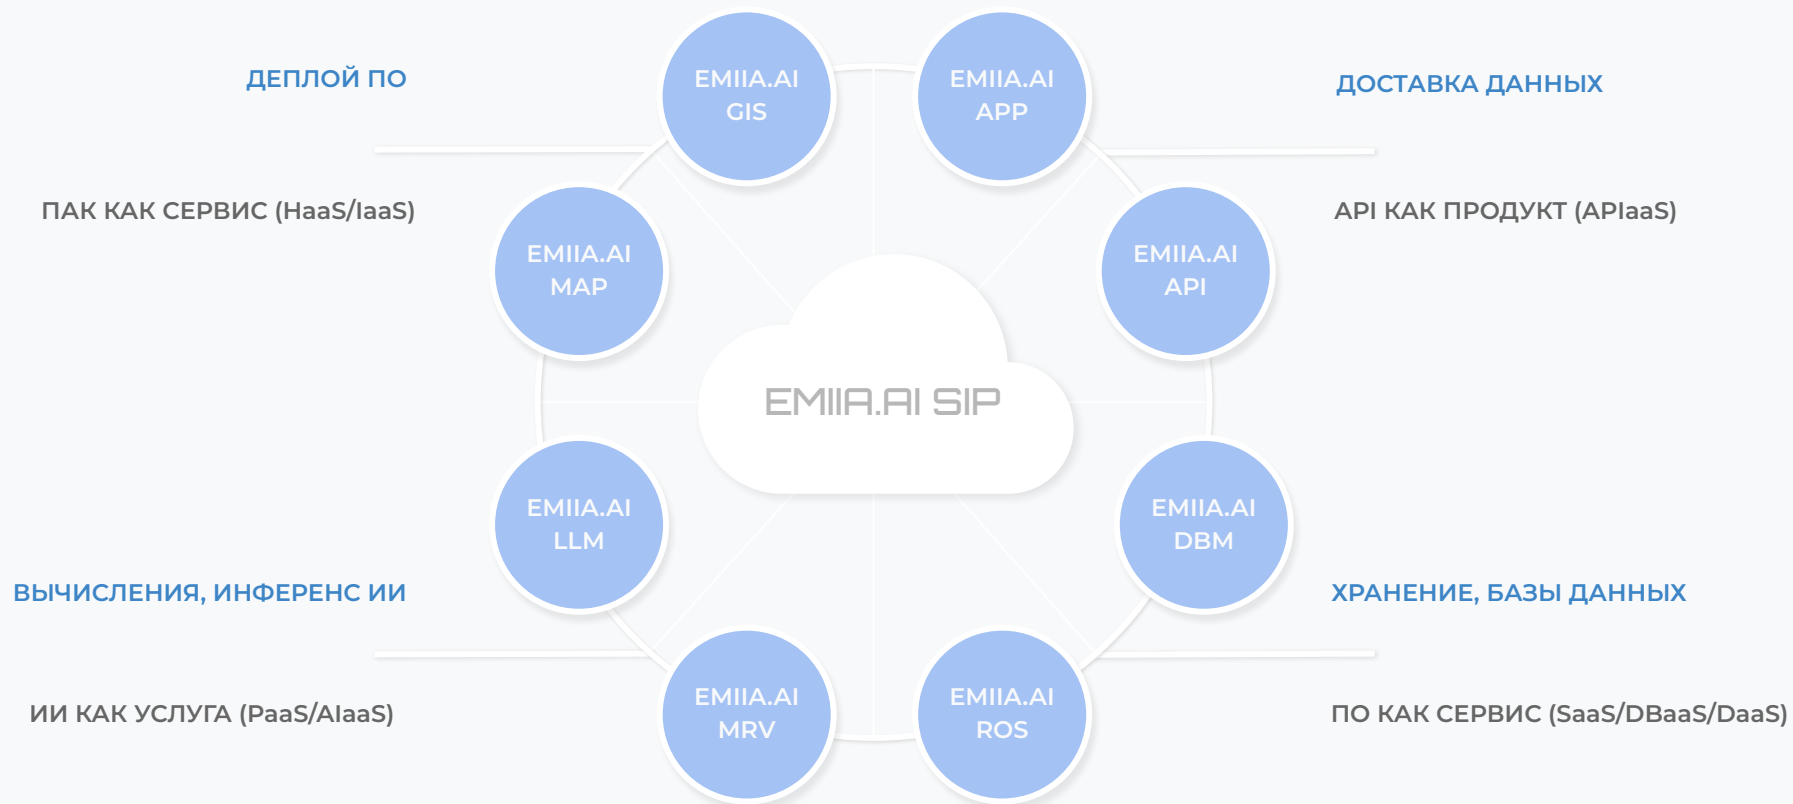 ДЕПЛОЙ ПО
ПАК КАК СЕРВИС (HaaS/IaaS)
EMIIA.AI
GIS
EMIIA.AI
APP
ДОСТАВКА ДАННЫХ
API КАК ПРОДУКТ (APIaaS)
EMIIA.AI
MAP
EMIIA.AI
API
EMIIA.AI SIP
EMIIA.AI
LLM
EMIIA.AI
DBM
ВЫЧИСЛЕНИЯ, ИНФЕРЕНС ИИ
ИИ КАК УСЛУГА (PaaS/AIaaS)
EMIIA.AI
MRV
EMIIA.AI
ROS
ХРАНЕНИЕ, БАЗЫ ДАННЫХ
ПО КАК СЕРВИС (SaaS/DBaaS/DaaS)